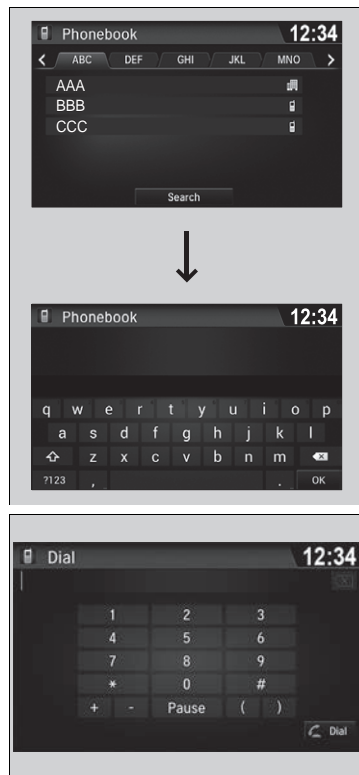 Phonebook 12:34
ABC DEF GHI JKL MNO
AAA
BBB
CCC
Search
Phonebook 12:34
q w e r t y u i o p
a s d f g h j k l
z x c v b n m
?123 , . OK
Dial 12:34
1 2 3
4 5 6
7 8 9
* 0 #
+ - Pause ( )
Dial